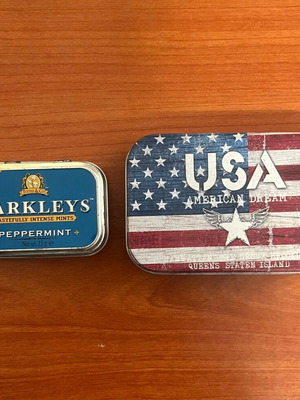 ARKLEYS
TASTEFULLY INTENSE MINTS
PEPPERMINT
USA
AMERICAN DREAM
QUEENS STATEN ISLAND